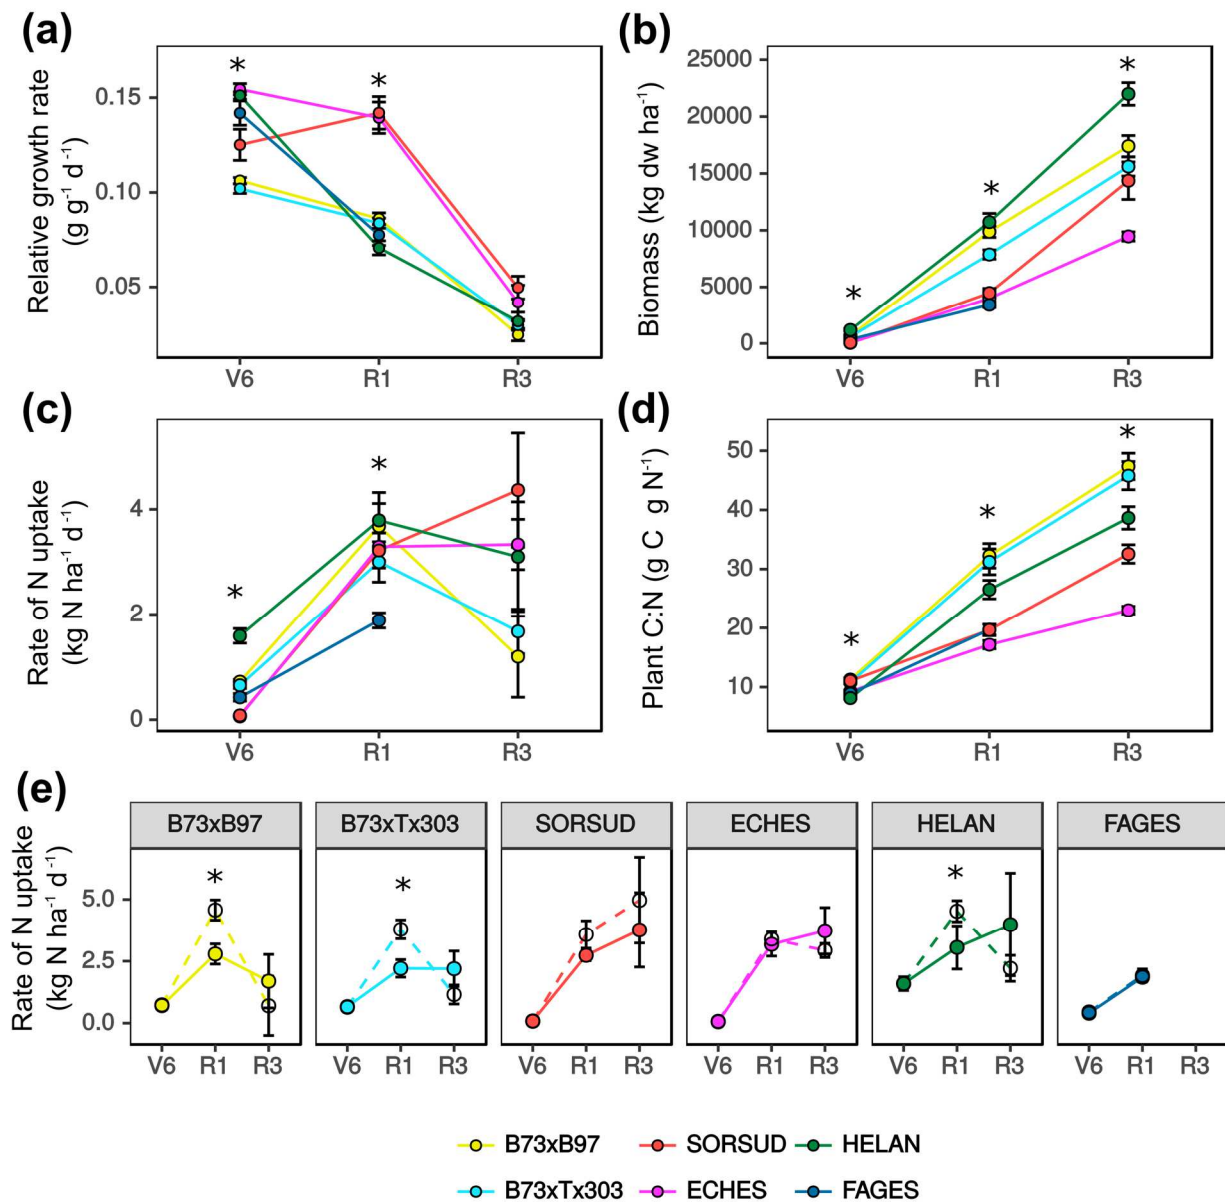 (a)
Relative growth rate
(g g⁻¹ d⁻¹)
0.15
0.10
0.05
*
*
V6 R1 R3
(b)
Biomass (kg dw ha⁻¹)
25000
20000
15000
10000
5000
0
*
*
*
V6 R1 R3
(c)
Rate of N uptake
(kg N ha⁻¹ d⁻¹)
4
2
0
*
*
V6 R1 R3
(d)
Plant C:N (g C g N⁻¹)
50
40
30
20
10
*
*
*
V6 R1 R3
(e)
Rate of N uptake
(kg N ha⁻¹ d⁻¹)
B73xB97 B73xTx303 SORSUD ECHES HELAN FAGES
5.0
2.5
0.0
* * *
V6 R1 R3 V6 R1 R3 V6 R1 R3 V6 R1 R3 V6 R1 R3 V6 R1 R3
B73xB97 SORSUD HELAN
B73xTx303 ECHES FAGES